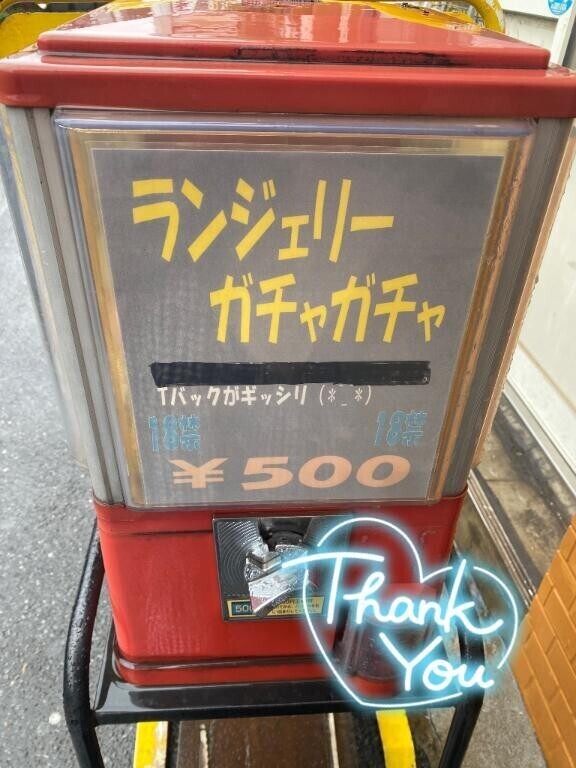 ランジェリー
ガチャガチャ
Tバックがギッシリ (*_*)
18禁 18禁
¥500
500
Thank
You